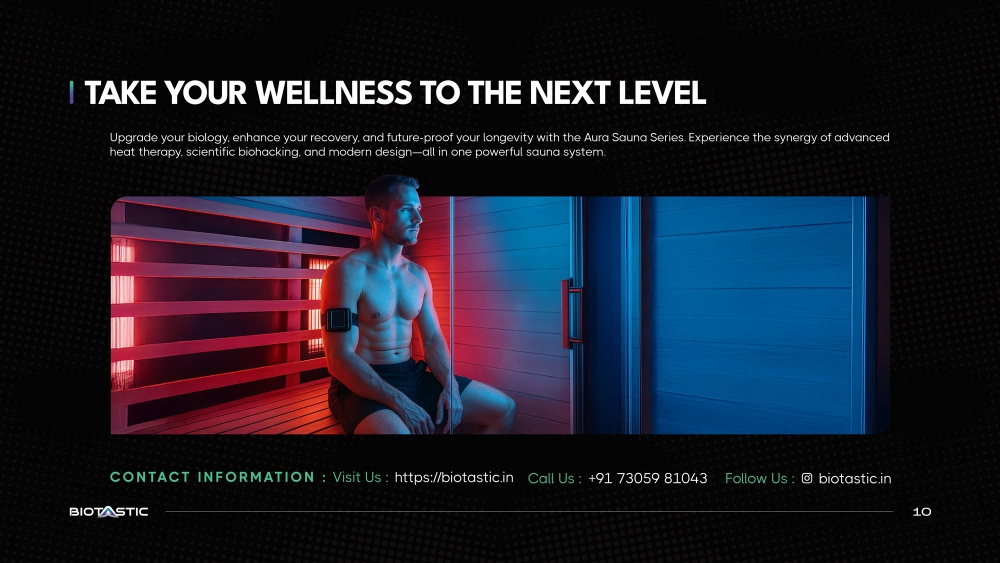 TAKE YOUR WELLNESS TO THE NEXT LEVEL
Upgrade your biology, enhance your recovery, and future-proof your longevity with the Aura Sauna Series. Experience the synergy of advanced
heat therapy, scientific biohacking, and modern design—all in one powerful sauna system.
CONTACT INFORMATION : Visit Us : https://biotastic.in Call Us : +91 73059 81043 Follow Us : biotastic.in
BIOTASTIC 10